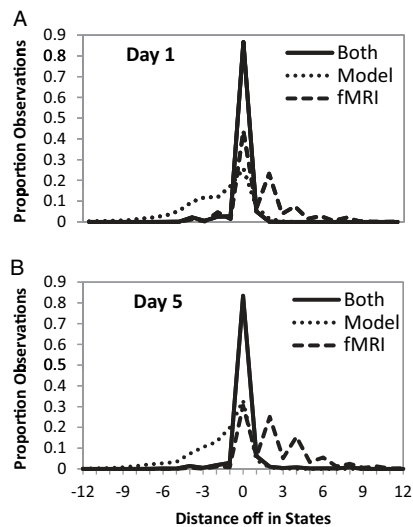 A
Day 1
Both
Model
fMRI
Proportion Observations
0.9
0.8
0.7
0.6
0.5
0.4
0.3
0.2
0.1
0
B
Day 5
Both
Model
fMRI
Proportion Observations
0.9
0.8
0.7
0.6
0.5
0.4
0.3
0.2
0.1
0
-12 -9 -6 -3 0 3 6 9 12
Distance off in States